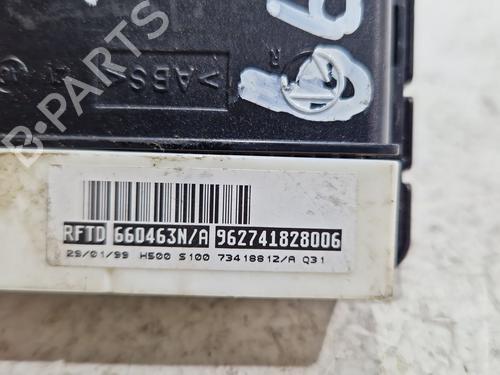 >ABS<
B-PARTS
RFTD 660463N/A 962741828006
29/01/99 H500 S100 73418812/A Q31